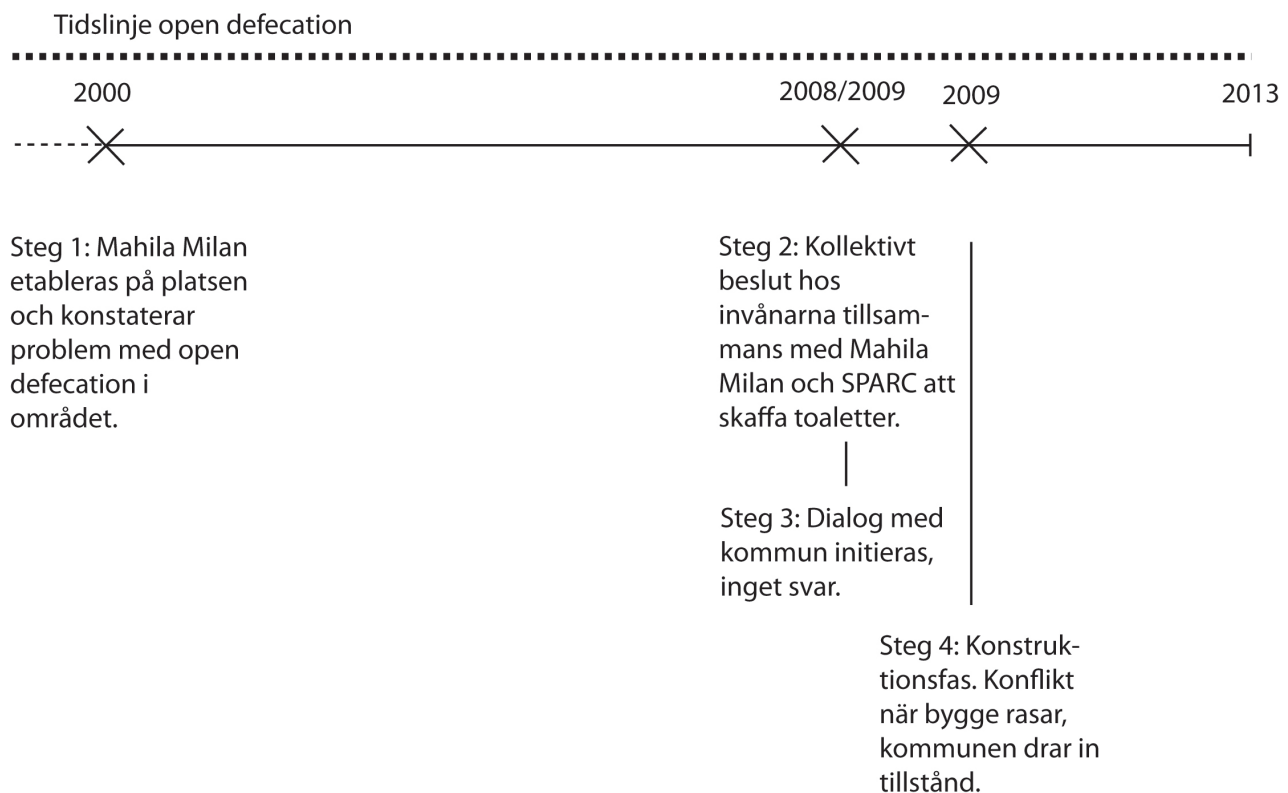 Tidslinje open defecation
2000
2008/2009
2009
2013
Steg 1: Mahila Milan
etableras på platsen
och konstaterar
problem med open
defecation i
området.
Steg 2: Kollektivt
beslut hos
invånarna tillsam-
mans med Mahila
Milan och SPARC att
skaffa toaletter.
Steg 3: Dialog med
kommun initieras,
inget svar.
Steg 4: Konstruk-
tionsfas. Konflikt
när bygge rasar,
kommunen drar in
tillstånd.